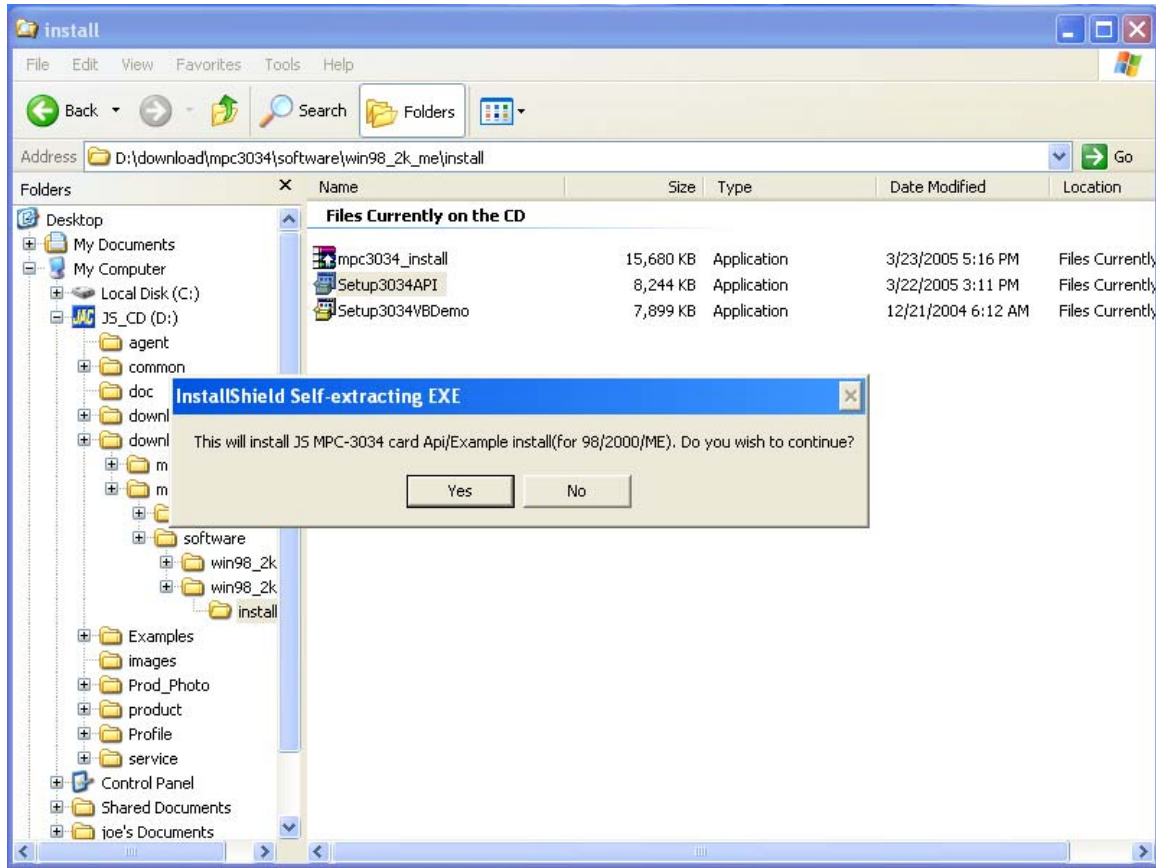 install
File Edit View Favorites Tools Help
Back Search Folders
Address D:\download\mpc3034\software\win98_2k_me\install Go
Folders × Name Size Type Date Modified Location
Desktop
Files Currently on the CD
My Documents
mpc3034_install 15,680 KB Application 3/23/2005 5:16 PM Files Currently
My Computer
Setup3034API 8,244 KB Application 3/22/2005 3:11 PM Files Currently
Local Disk (C:)
Setup3034VBDemo 7,899 KB Application 12/21/2004 6:12 AM Files Currently
JAC JS_CD (D:)
agent
common
doc
InstallShield Self-extracting EXE
downl
This will install JS MPC-3034 card Api/Example install(for 98/2000/ME). Do you wish to continue?
downl
m
Yes No
m
software
win98_2k
win98_2k
install
Examples
images
Prod_Photo
product
Profile
service
Control Panel
Shared Documents
joe's Documents